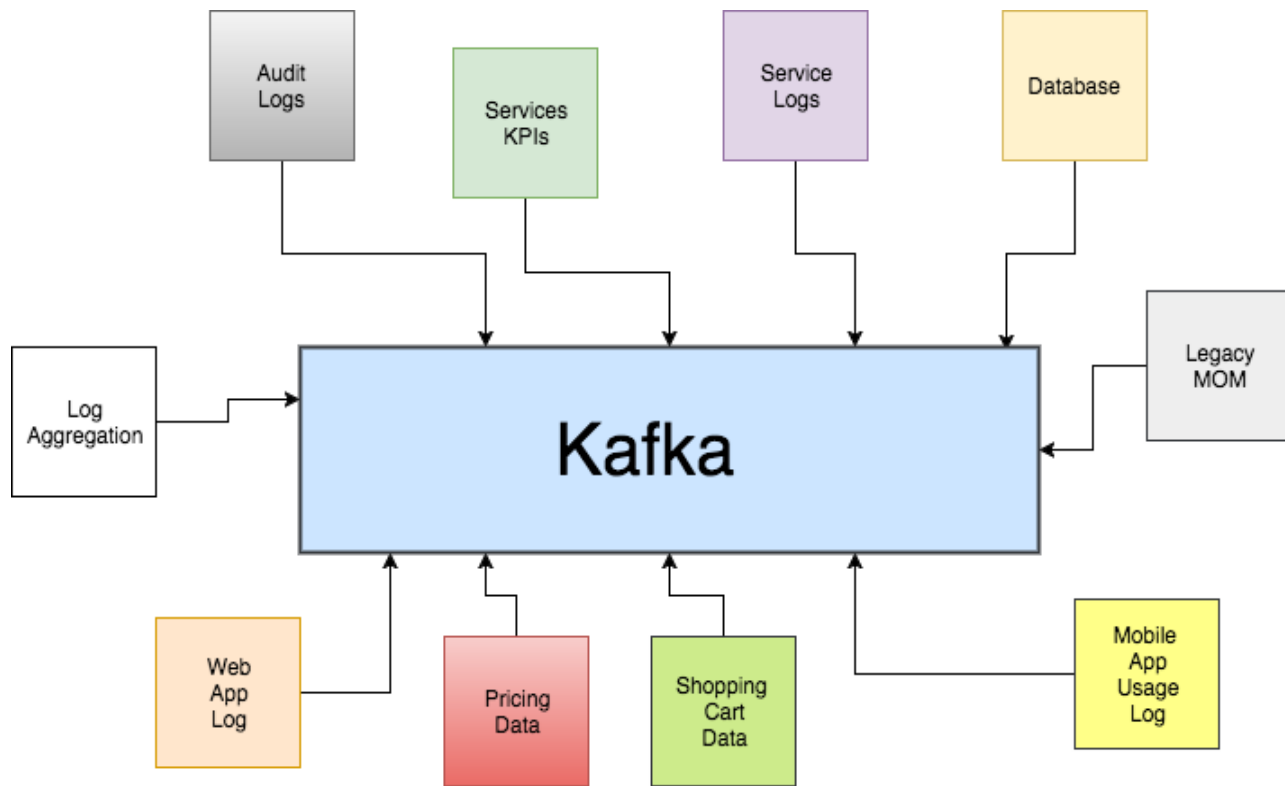 Audit
Logs
Services
KPIs
Service
Logs
Database
Legacy
MOM
Log
Aggregation
Kafka
Web
App
Log
Pricing
Data
Shopping
Cart
Data
Mobile
App
Usage
Log